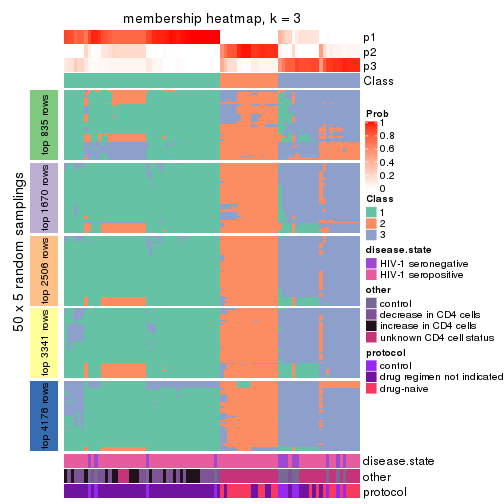 membership heatmap, k = 3
p1
p2
p3
Class
50 x 5 random samplings
top 835 rows
top 1670 rows
top 2506 rows
top 3341 rows
top 4176 rows
disease.state
other
protocol
Prob
1
0.8
0.6
0.4
0.2
0
Class
1
2
3
disease.state
HIV-1 seronegative
HIV-1 seropositive
other
control
decrease in CD4 cells
increase in CD4 cells
unknown CD4 cell status
protocol
control
drug regimen not indicated
drug-naive